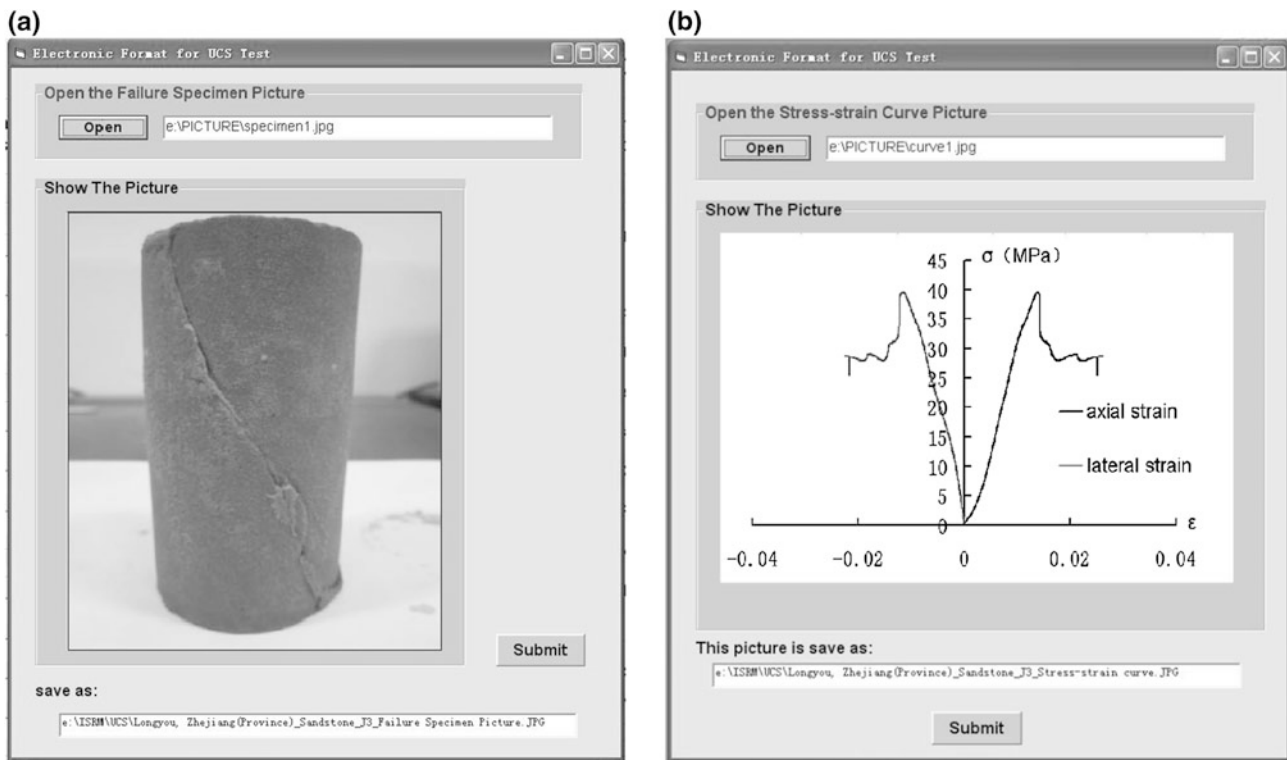 (a)
Electronic Format for UCS Test
Open the Failure Specimen Picture
Open
e:\PICTURE\specimen1.jpg
Show The Picture
Submit
save as:
e:\ISRM\UCS\Longyou, Zhejiang(Province)_Sandstone_J3_Failure Specimen Picture.JPG
(b)
Electronic Format for UCS Test
Open the Stress-strain Curve Picture
Open
e:\PICTURE\curve1.jpg
Show The Picture
σ（MPa）
45
40
35
30
25
20
15
10
5
0
axial strain
lateral strain
ε
-0.04 -0.02 0 0.02 0.04
This picture is save as:
e:\ISRM\UCS\Longyou, Zhejiang(Province)_Sandstone_J3_Stress-strain curve.JPG
Submit